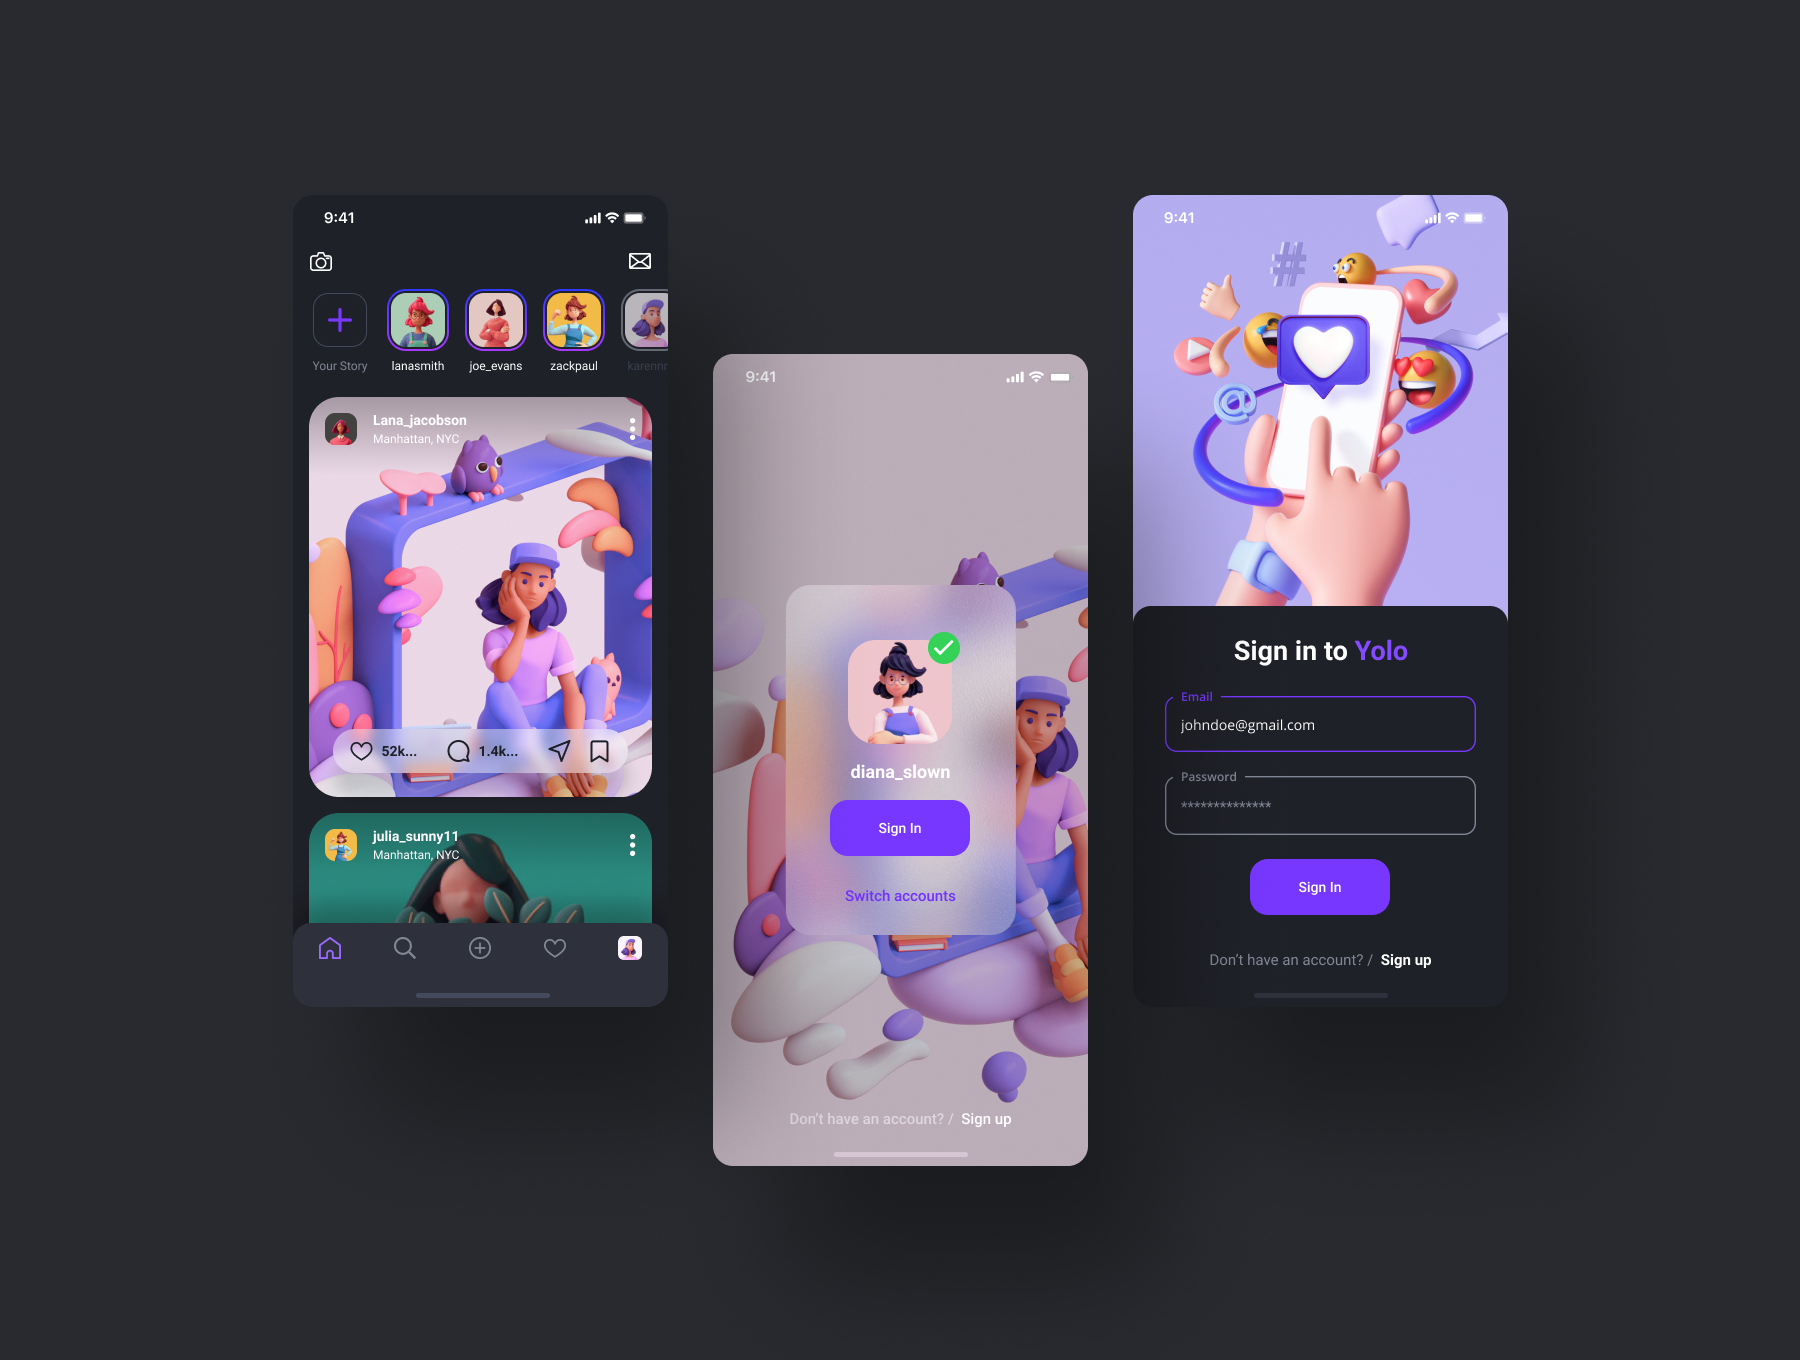 9:41
Your Story
lanasmith
joe_evans
zackpaul
Lana_jacobson
Manhattan, NYC
52k...
1.4k...
julia_sunny11
Manhattan, NYC
9:41
diana_slown
Sign In
Switch accounts
Don't have an account? / Sign up
9:41
#
@
Sign in to Yolo
Email
johndoe@gmail.com
Password
**************
Sign In
Don't have an account? / Sign up